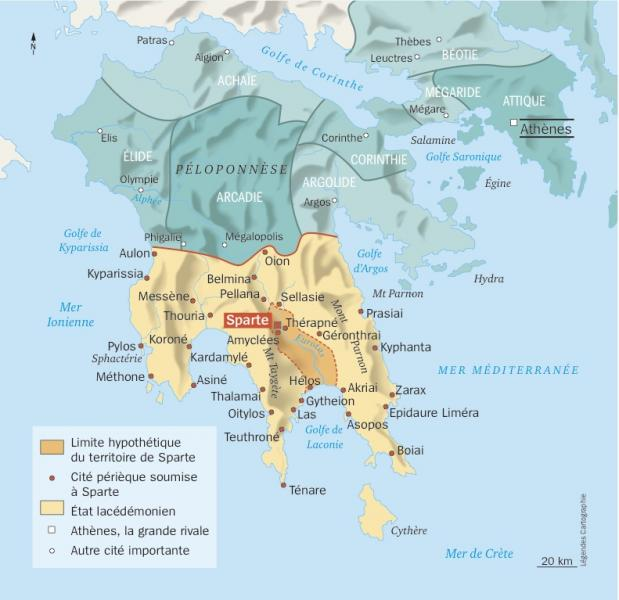 N
Patras
Aigion
Golfe de Corinthe
Thèbes
Leuctres
BÉOTIE
ACHAÏE
MÉGARIDE
Mégare
ATTIQUE
Athènes
Elis
ÉLIDE
PÉLOPONNÈSE
Corinthe
Salamine
CORINTHIE
Golfe Saronique
Olympie
Alphée
ARCADIE
ARGOLIDE
Argos
Égine
Golfe de
Kyparissia
Phigalie
Mégalopolis
Aulon
Oion
Golfe
d'Argos
Kyparissia
Belmina
Hydra
Mer
Ionienne
Messène
Pellana
Sellasie
Mt Parnon
Thouria
Sparte
Thérapné
Mont Parnon
Prasiai
Pylos
Koroné
Amyclées
Eurotas
Géronthrai
Kyphanta
Sphactérie
Kardamylé
Mt Taygète
MER MÉDITERRANÉE
Méthone
Asiné
Hélos
Akriai
Zarax
Thalamai
Gytheion
Oitylos
Las
Asopos
Epidaure Liméra
Teuthroné
Golfe de
Laconie
Boiai
Ténare
Cythère
Mer de Crète
20 km
Limite hypothétique
du territoire de Sparte
Cité périèque soumise
à Sparte
État lacédémonien
Athènes, la grande rivale
Autre cité importante
Légendes Cartographie